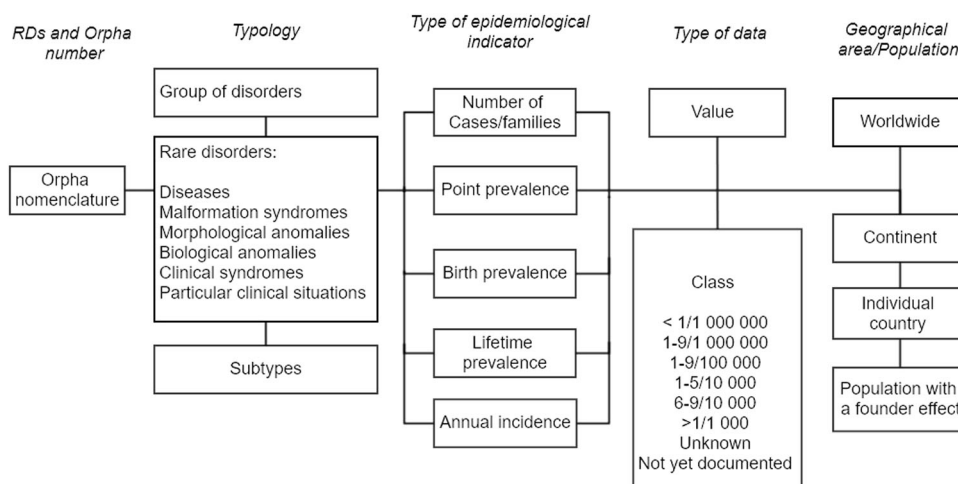 RDs and Orpha
number
Typology
Type of epidemiological
indicator
Type of data
Geographical
area/Population
Orpha
nomenclature
Group of disorders
Rare disorders:
Diseases
Malformation syndromes
Morphological anomalies
Biological anomalies
Clinical syndromes
Particular clinical situations
Subtypes
Number of
Cases/families
Point prevalence
Birth prevalence
Lifetime
prevalence
Annual incidence
Value
Class
< 1/1 000 000
1-9/1 000 000
1-9/100 000
1-5/10 000
6-9/10 000
>1/1 000
Unknown
Not yet documented
Worldwide
Continent
Individual
country
Population with
a founder effect